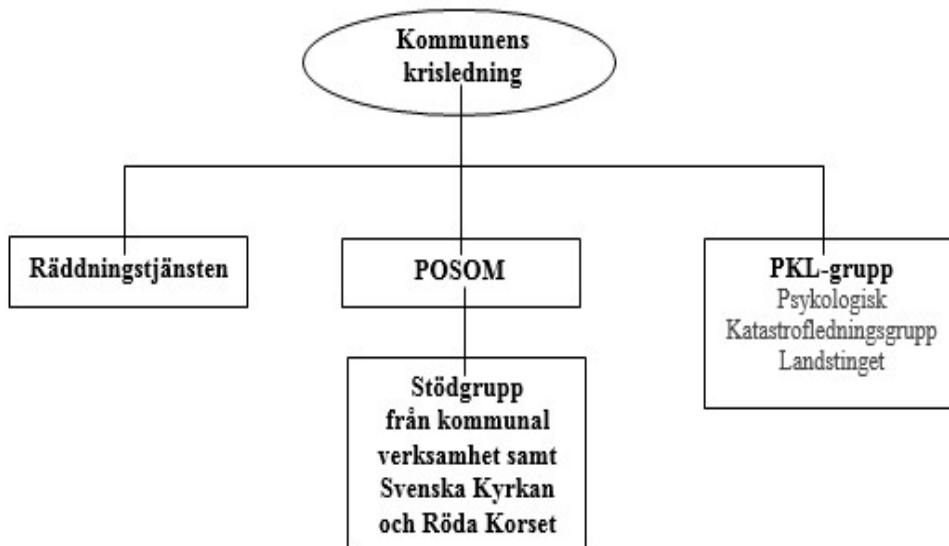 Kommunens
krisledning
Räddningstjänsten
POSOM
PKL-grupp
Psykologisk
Katastrofledningsgrupp
Landstinget
Stödgrupp
från kommunal
verksamhet samt
Svenska Kyrkan
och Röda Korset